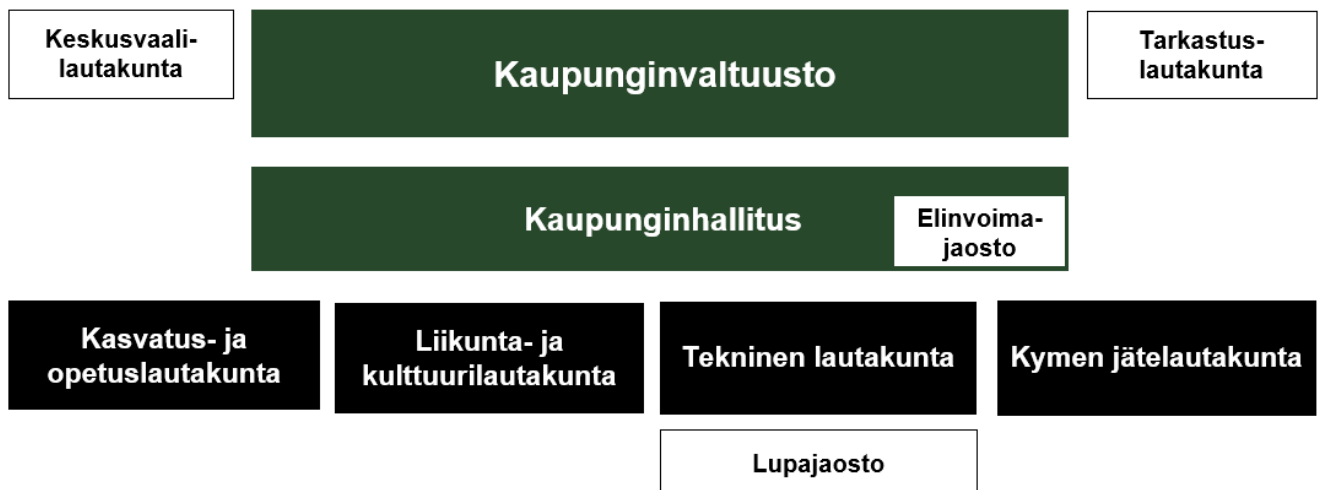 Keskusvaali-
lautakunta
Kaupunginvaltuusto
Tarkastus-
lautakunta
Kaupunginhallitus
Elinvoima-
jaosto
Kasvatus- ja
opetuslautakunta
Liikunta- ja
kulttuurilautakunta
Tekninen lautakunta
Kymen jätelautakunta
Lupajaosto